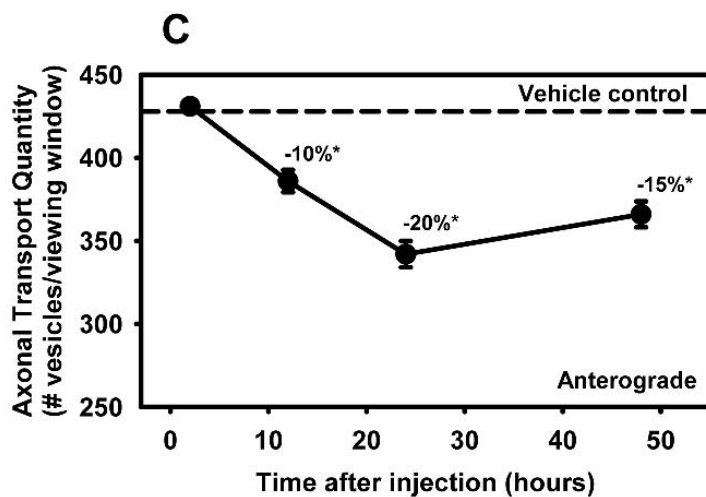 C
Axonal Transport Quantity
(# vesicles/viewing window)
450
400
350
300
250
Vehicle control
-10%*
-20%*
-15%*
Anterograde
0 10 20 30 40 50
Time after injection (hours)